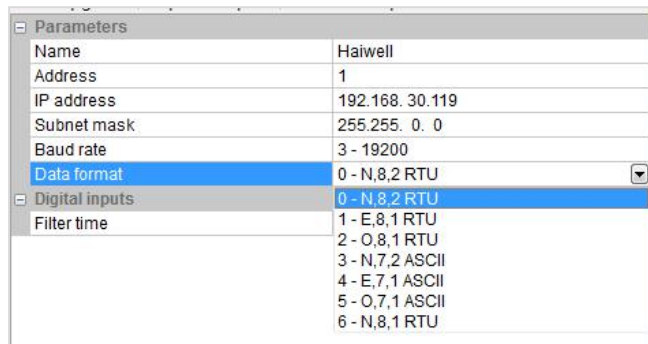 Parameters
Name Haiwell
Address 1
IP address 192.168. 30.119
Subnet mask 255.255. 0. 0
Baud rate 3 - 19200
Data format 0 - N,8,2 RTU
Digital inputs 0 - N,8,2 RTU
Filter time 1 - E,8,1 RTU
2 - O,8,1 RTU
3 - N,7,2 ASCII
4 - E,7,1 ASCII
5 - O,7,1 ASCII
6 - N,8,1 RTU